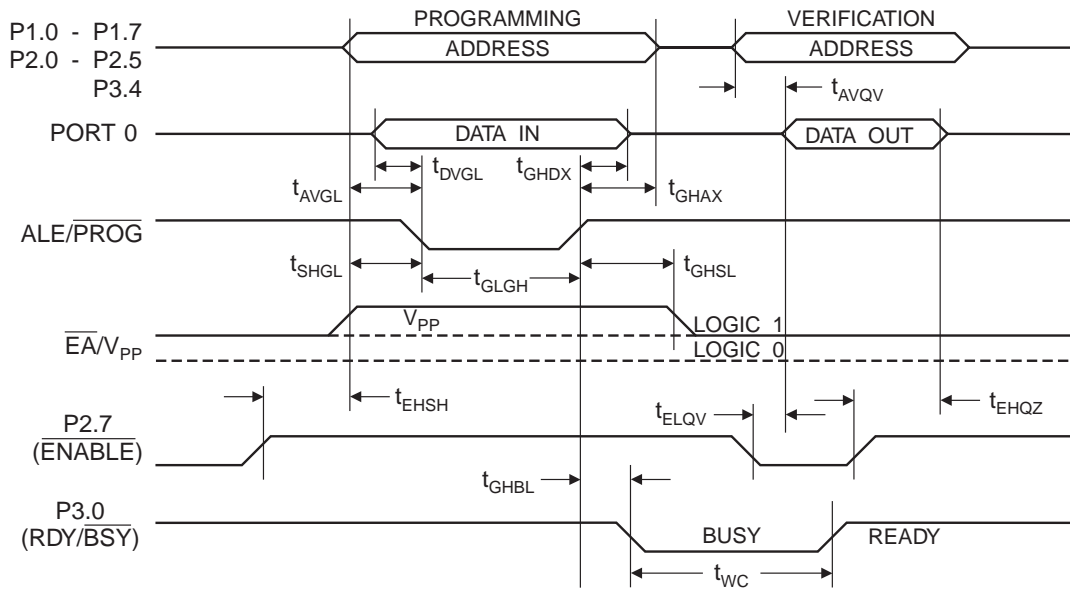 PROGRAMMING VERIFICATION
P1.0 - P1.7
P2.0 - P2.5
P3.4
ADDRESS ADDRESS
tAVQV
PORT 0 DATA IN DATA OUT
tDVGL tGHDX
tAVGL tGHAX
ALE/PROG
tSHGL tGLGH tGHSL
VPP LOGIC 1
EA/VPP LOGIC 0
tEHSH tELQV tEHQZ
P2.7
(ENABLE)
tGHBL
P3.0
(RDY/BSY) BUSY READY
tWC